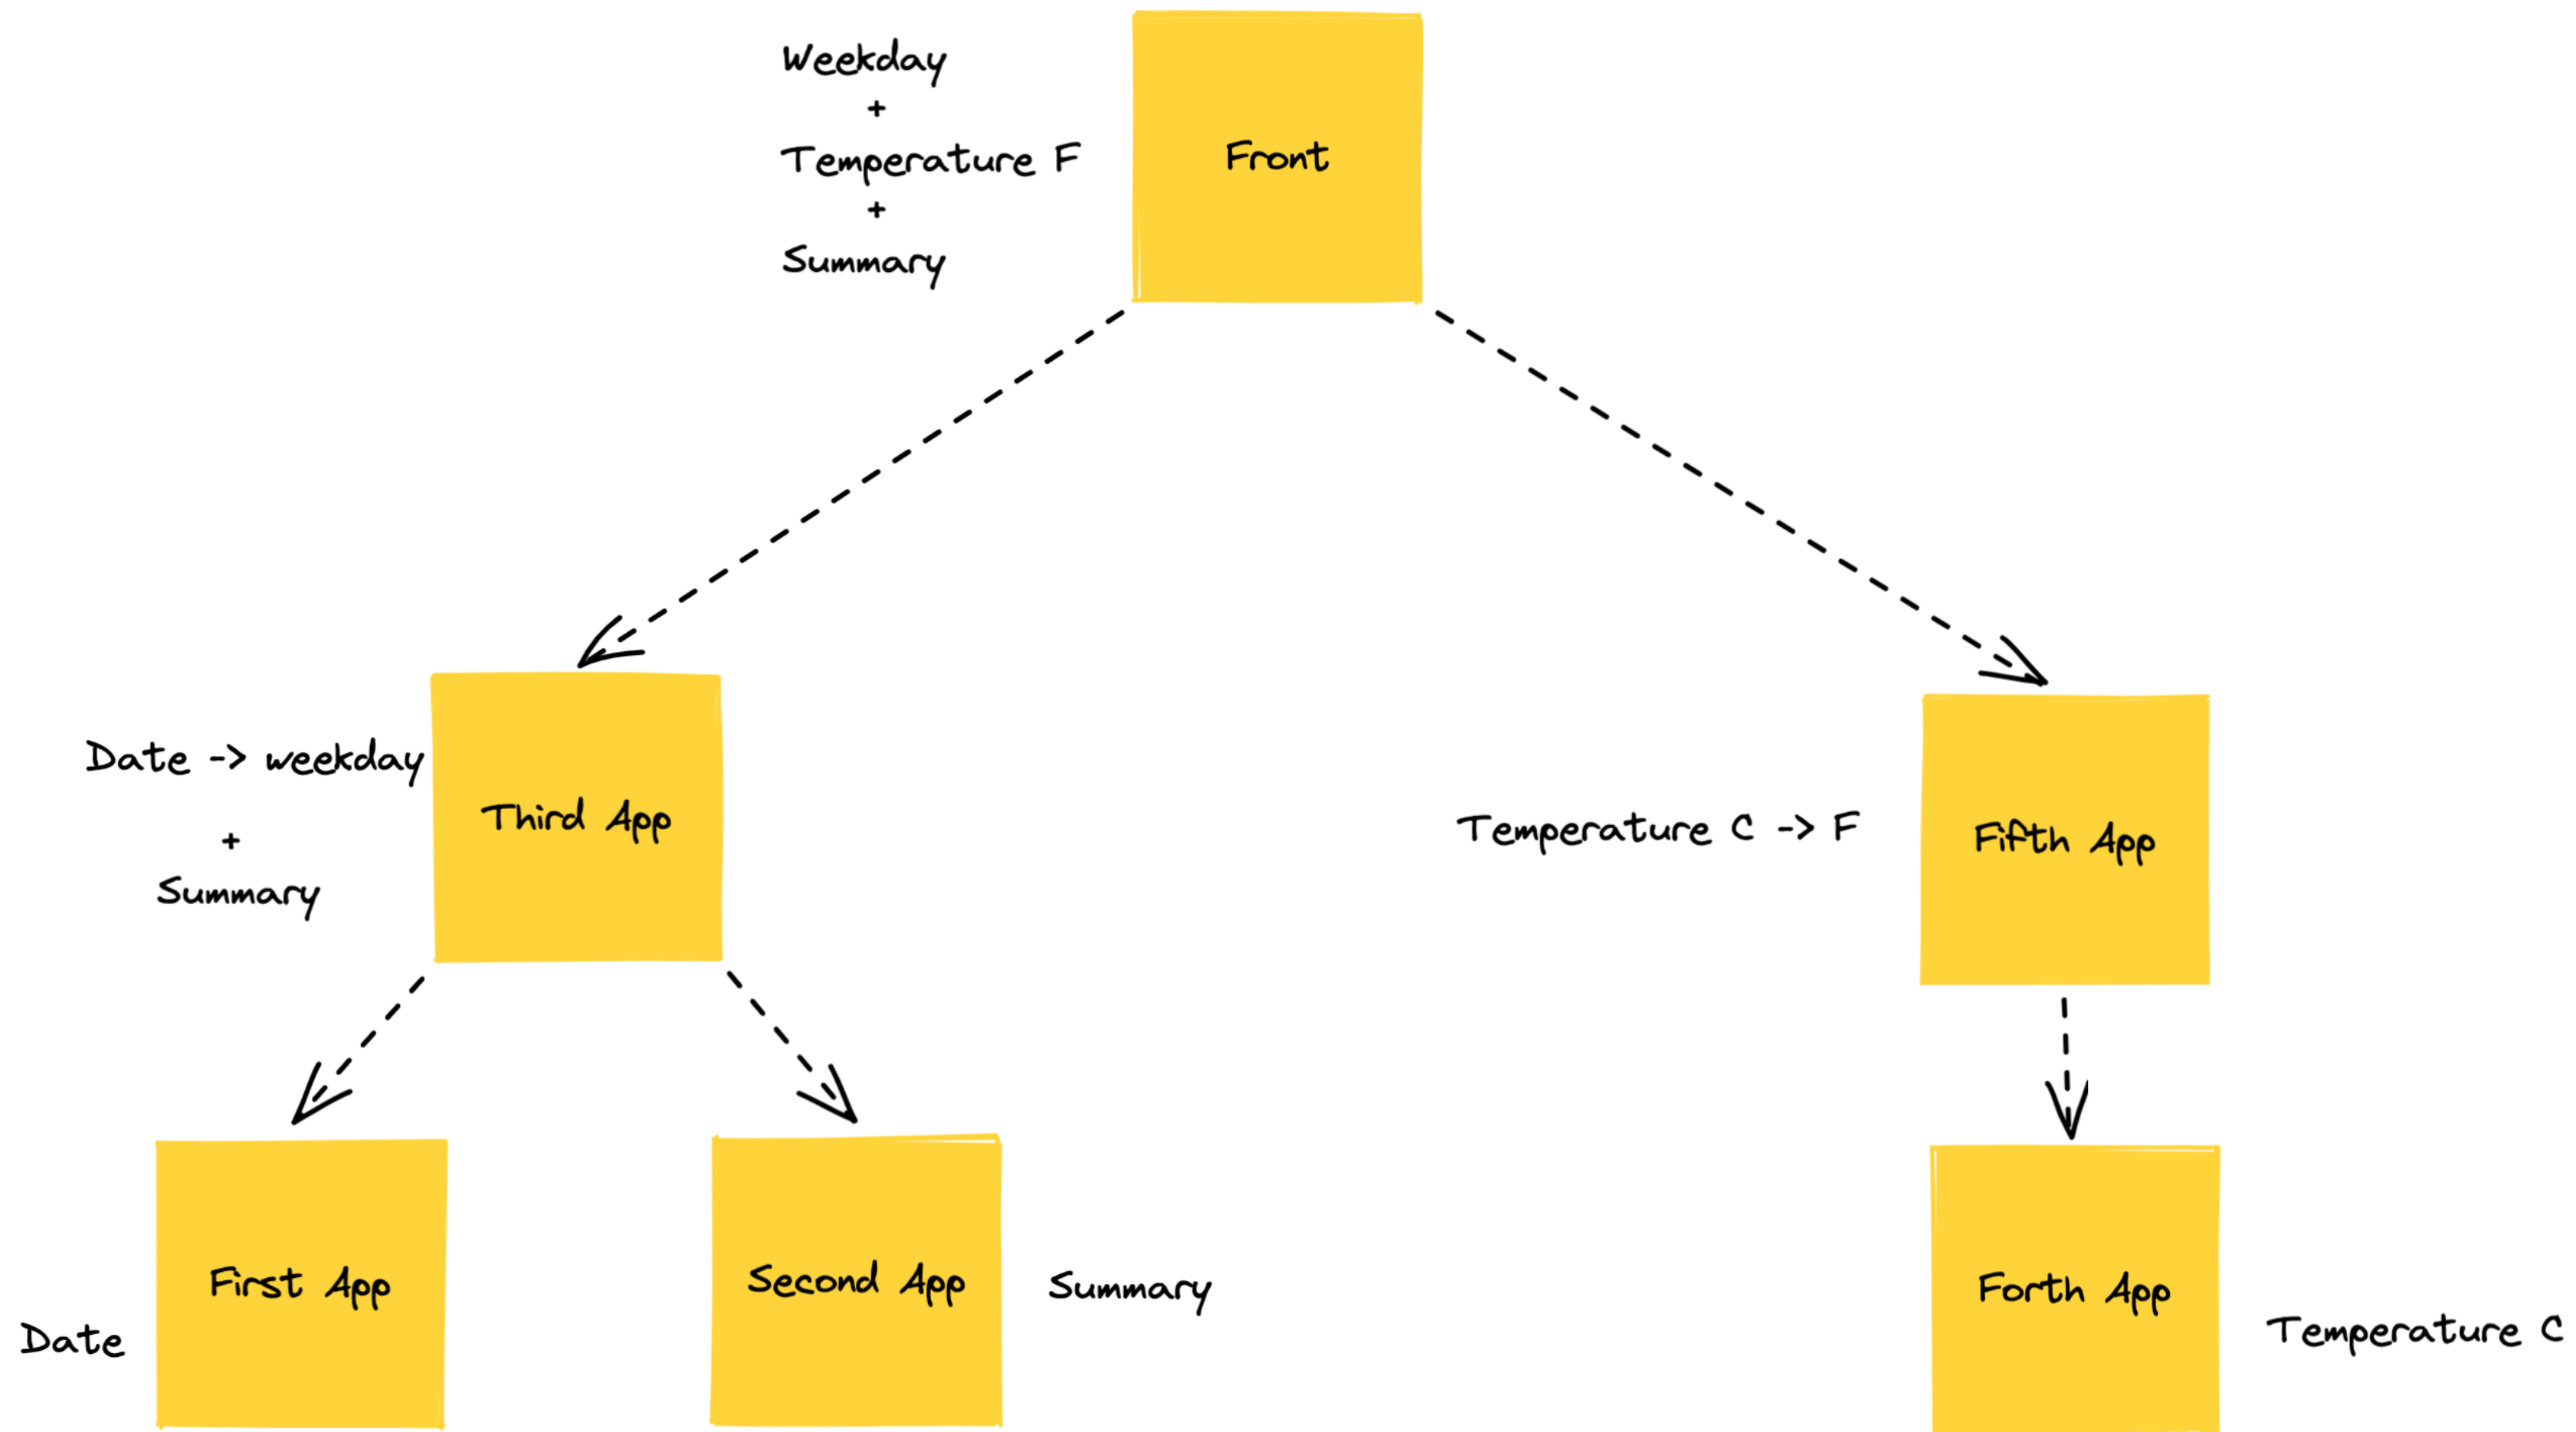 Weekday
+
Temperature F
+
Summary
Front
Date -> weekday
+
Summary
Third App
Temperature C -> F
Fifth App
Date
First App
Second App
Summary
Forth App
Temperature C